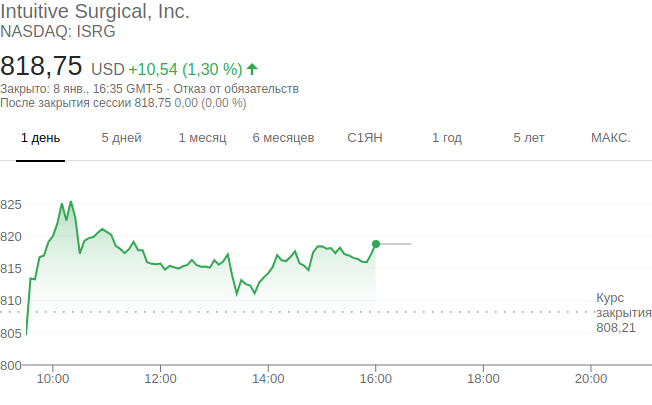 Intuitive Surgical, Inc.
NASDAQ: ISRG
818,75 USD +10,54 (1,30 %)
Закрыто: 8 янв., 16:35 GMT-5 · Отказ от обязательств
После закрытия сессии 818,75 0,00 (0,00 %)
1 день 5 дней 1 месяц 6 месяцев С1ЯН 1 год 5 лет МАКС.
825
820
815
810
Курс
закрытия
808,21
805
800
10:00 12:00 14:00 16:00 18:00 20:00